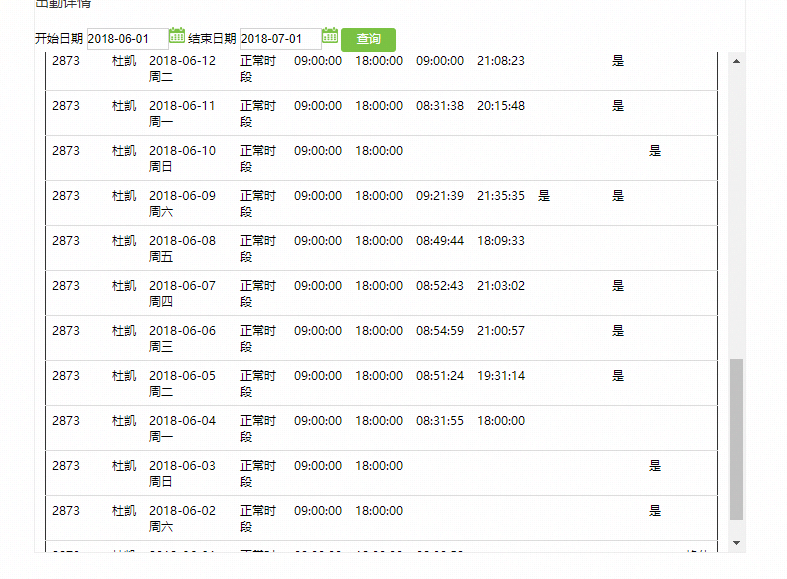 出勤详情
开始日期 2018-06-01 结束日期 2018-07-01 查询
2873 杜凯 2018-06-12 正常时 09:00:00 18:00:00 09:00:00 21:08:23 是
周二 段
2873 杜凯 2018-06-11 正常时 09:00:00 18:00:00 08:31:38 20:15:48 是
周一 段
2873 杜凯 2018-06-10 正常时 09:00:00 18:00:00 是
周日 段
2873 杜凯 2018-06-09 正常时 09:00:00 18:00:00 09:21:39 21:35:35 是 是
周六 段
2873 杜凯 2018-06-08 正常时 09:00:00 18:00:00 08:49:44 18:09:33
周五 段
2873 杜凯 2018-06-07 正常时 09:00:00 18:00:00 08:52:43 21:03:02 是
周四 段
2873 杜凯 2018-06-06 正常时 09:00:00 18:00:00 08:54:59 21:00:57 是
周三 段
2873 杜凯 2018-06-05 正常时 09:00:00 18:00:00 08:51:24 19:31:14 是
周二 段
2873 杜凯 2018-06-04 正常时 09:00:00 18:00:00 08:31:55 18:00:00
周一 段
2873 杜凯 2018-06-03 正常时 09:00:00 18:00:00 是
周日 段
2873 杜凯 2018-06-02 正常时 09:00:00 18:00:00 是
周六 段